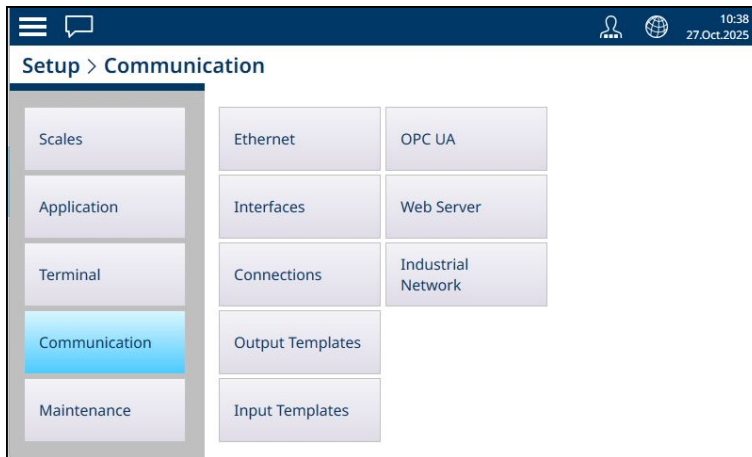 10:38
27.Oct.2025
Setup > Communication
Scales
Ethernet
OPC UA
Application
Interfaces
Web Server
Terminal
Connections
Industrial
Network
Communication
Output Templates
Maintenance
Input Templates